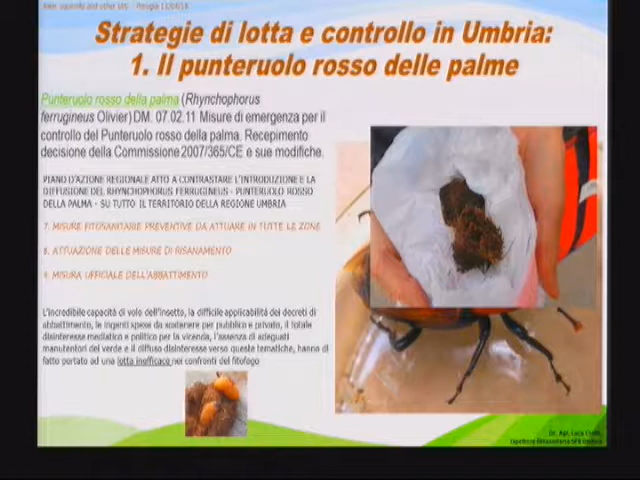 Strategie di lotta e controllo in Umbria:
1. Il punteruolo rosso delle palme
Punteruolo rosso della palma (Rhynchophorus
ferrugineus Olivier) DM. 07.02.11 Misure di emergenza per il
controllo del Punteruolo rosso della palma. Recepimento
decisione della Commissione 2007/365/CE e sue modifiche.
PIANO D'AZIONE REGIONALE ATTO A CONTRASTARE L'INTRODUZIONE E LA
DIFFUSIONE DEL RHYNCHOPHORUS FERRUGINEUS - PUNTERUOLO ROSSO
DELLA PALMA - SU TUTTO IL TERRITORIO DELLA REGIONE UMBRIA
7. MISURE FITOSANITARIE PREVENTIVE DA ATTUARE IN TUTTE LE ZONE
8. ATTUAZIONE DELLE MISURE DI RISANAMENTO
9. MISURA UFFICIALE DELL'ABBATTIMENTO
L'incredibile capacità di volo dell'insetto, la difficile applicabilità dei decreti di
abbattimento, le ingenti spese da sostenere per pubblico e privato, il totale
disinteresse mediatico e politico per la vicenda, l'assenza di adeguati
manutentori del verde e il diffuso disinteresse verso queste tematiche, hanno di
fatto portato ad una lotta inefficace nei confronti del fitofago